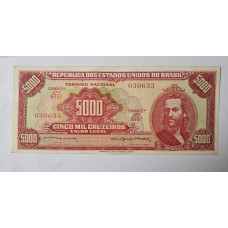 5000
REPUBLICA DOS ESTADOS UNIDOS DO BRASIL
5000
TESOURO NACIONAL
030633
030633
5000
CINCO MIL CRUZEIROS
VALOR LEGAL
5000
5000